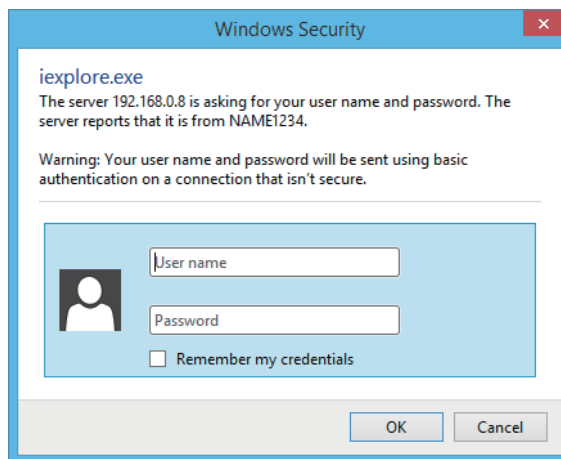 Windows Security
iexplore.exe
The server 192.168.0.8 is asking for your user name and password. The
server reports that it is from NAME1234.
Warning: Your user name and password will be sent using basic
authentication on a connection that isn't secure.
User name
Password
Remember my credentials
OK Cancel